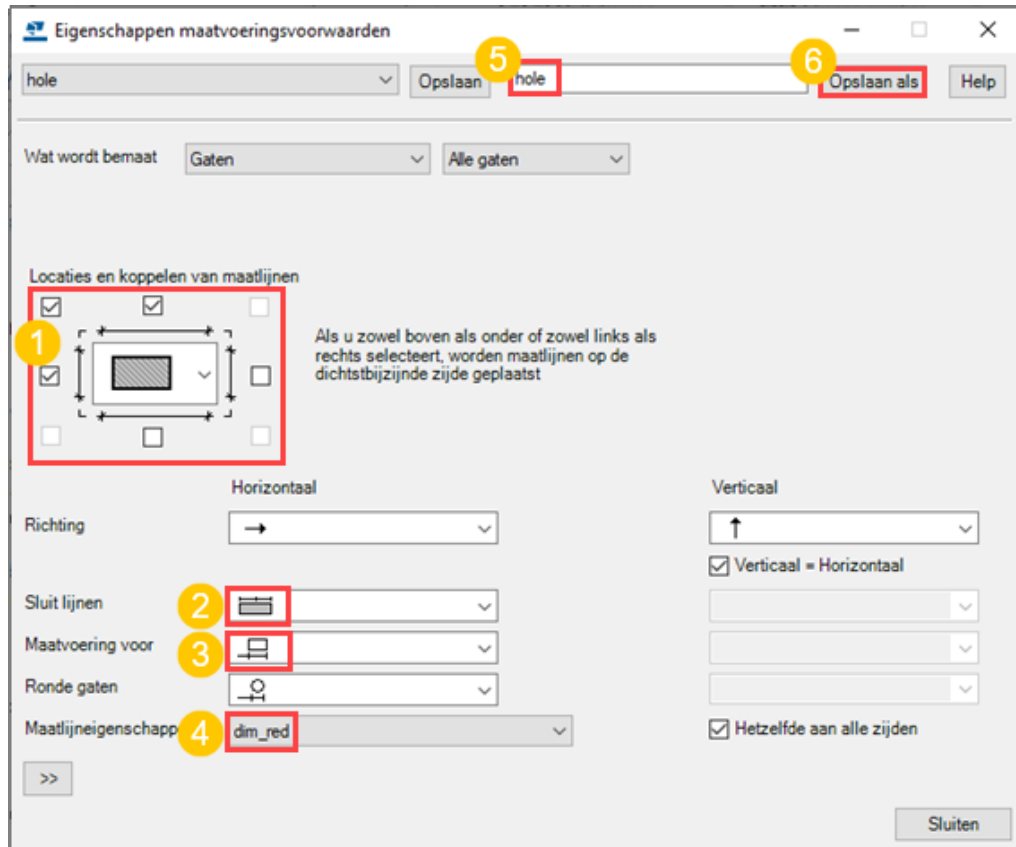 Eigenschappen maatvoeringsvoorwaarden
5
6
hole
Opslaan
hole
Opslaan als
Help
Wat wordt bemaat
Gaten
Alle gaten
Locaties en koppelen van maatlijnen
1
Als u zowel boven als onder of zowel links als
rechts selecteert, worden maatlijnen op de
dichtstbijzijnde zijde geplaatst
Horizontaal
Verticaal
Richting
Verticaal = Horizontaal
Sluit lijnen
2
Maatvoering voor
3
Ronde gaten
Maatlijneigenschapp
4
dim_red
Hetzelfde aan alle zijden
>>
Sluiten